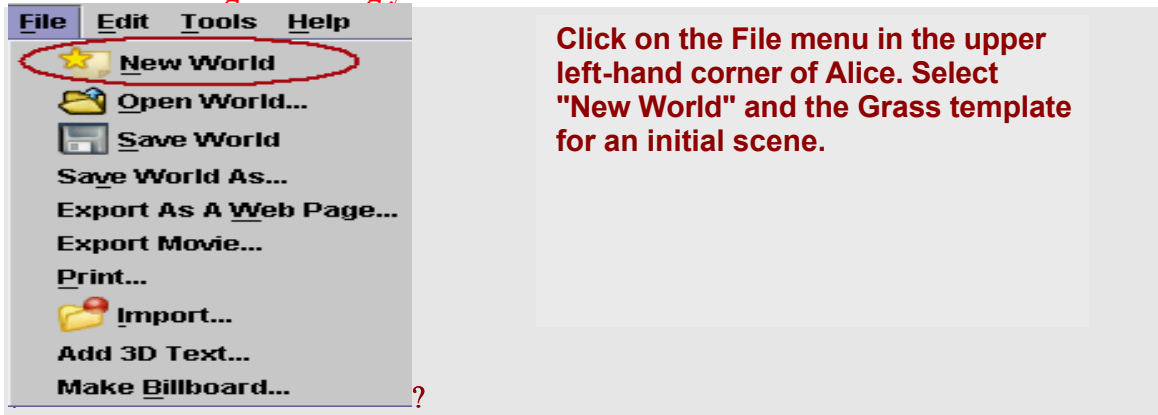 File Edit Tools Help
New World
Open World...
Save World
Save World As...
Export As A Web Page...
Export Movie...
Print...
Import...
Add 3D Text...
Make Billboard...
?
Click on the File menu in the upper
left-hand corner of Alice. Select
"New World" and the Grass template
for an initial scene.